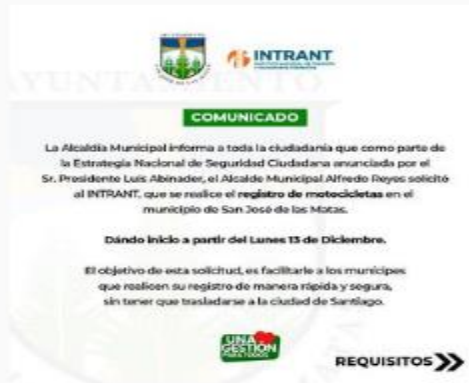 AYUNTAMIENTO
INTRANT
COMUNICADO
La Alcaldía Municipal informa a toda la ciudadanía que como parte de
la Estrategia Nacional de Seguridad Ciudadana anunciada por el
Sr. Presidente Luis Abinader, el Alcalde Municipal Alfredo Reyes solicitó
al INTRANT, que se realice el registro de motocicletas en el
municipio de San José de las Matas.
Dándo inicio a partir del Lunes 13 de Diciembre.
El objetivo de esta solicitud, es facilitarle a los munícipes
que realicen su registro de manera rápida y segura,
sin tener que trasladarse a la ciudad de Santiago.
UNA
GESTIÓN
PARA TODOS
REQUISITOS